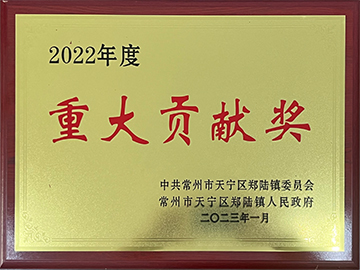 2022年度
重大贡献奖
中共常州市天宁区郑陆镇委员会
常州市天宁区郑陆镇人民政府
二〇二三年一月